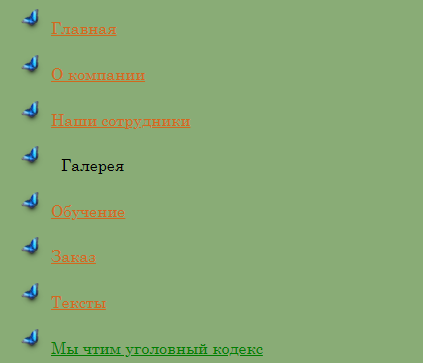 Главная
О компании
Наши сотрудники
Галерея
Обучение
Заказ
Тексты
Мы чтим уголовный кодекс